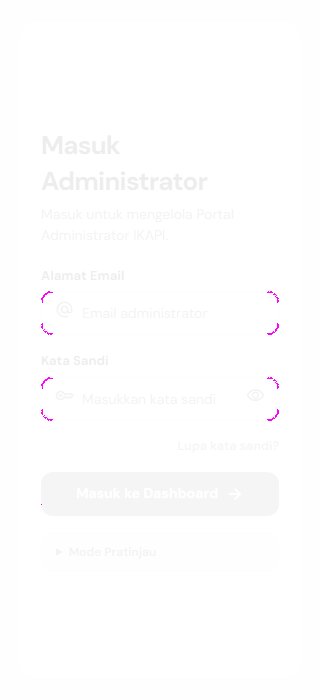 Masuk
Administrator
Masuk untuk mengelola Portal
Administrator IKAPI.
Alamat Email
Email administrator
Kata Sandi
Masukkan kata sandi
Lupa kata sandi?
Masuk ke Dashboard
Mode Pratinjau